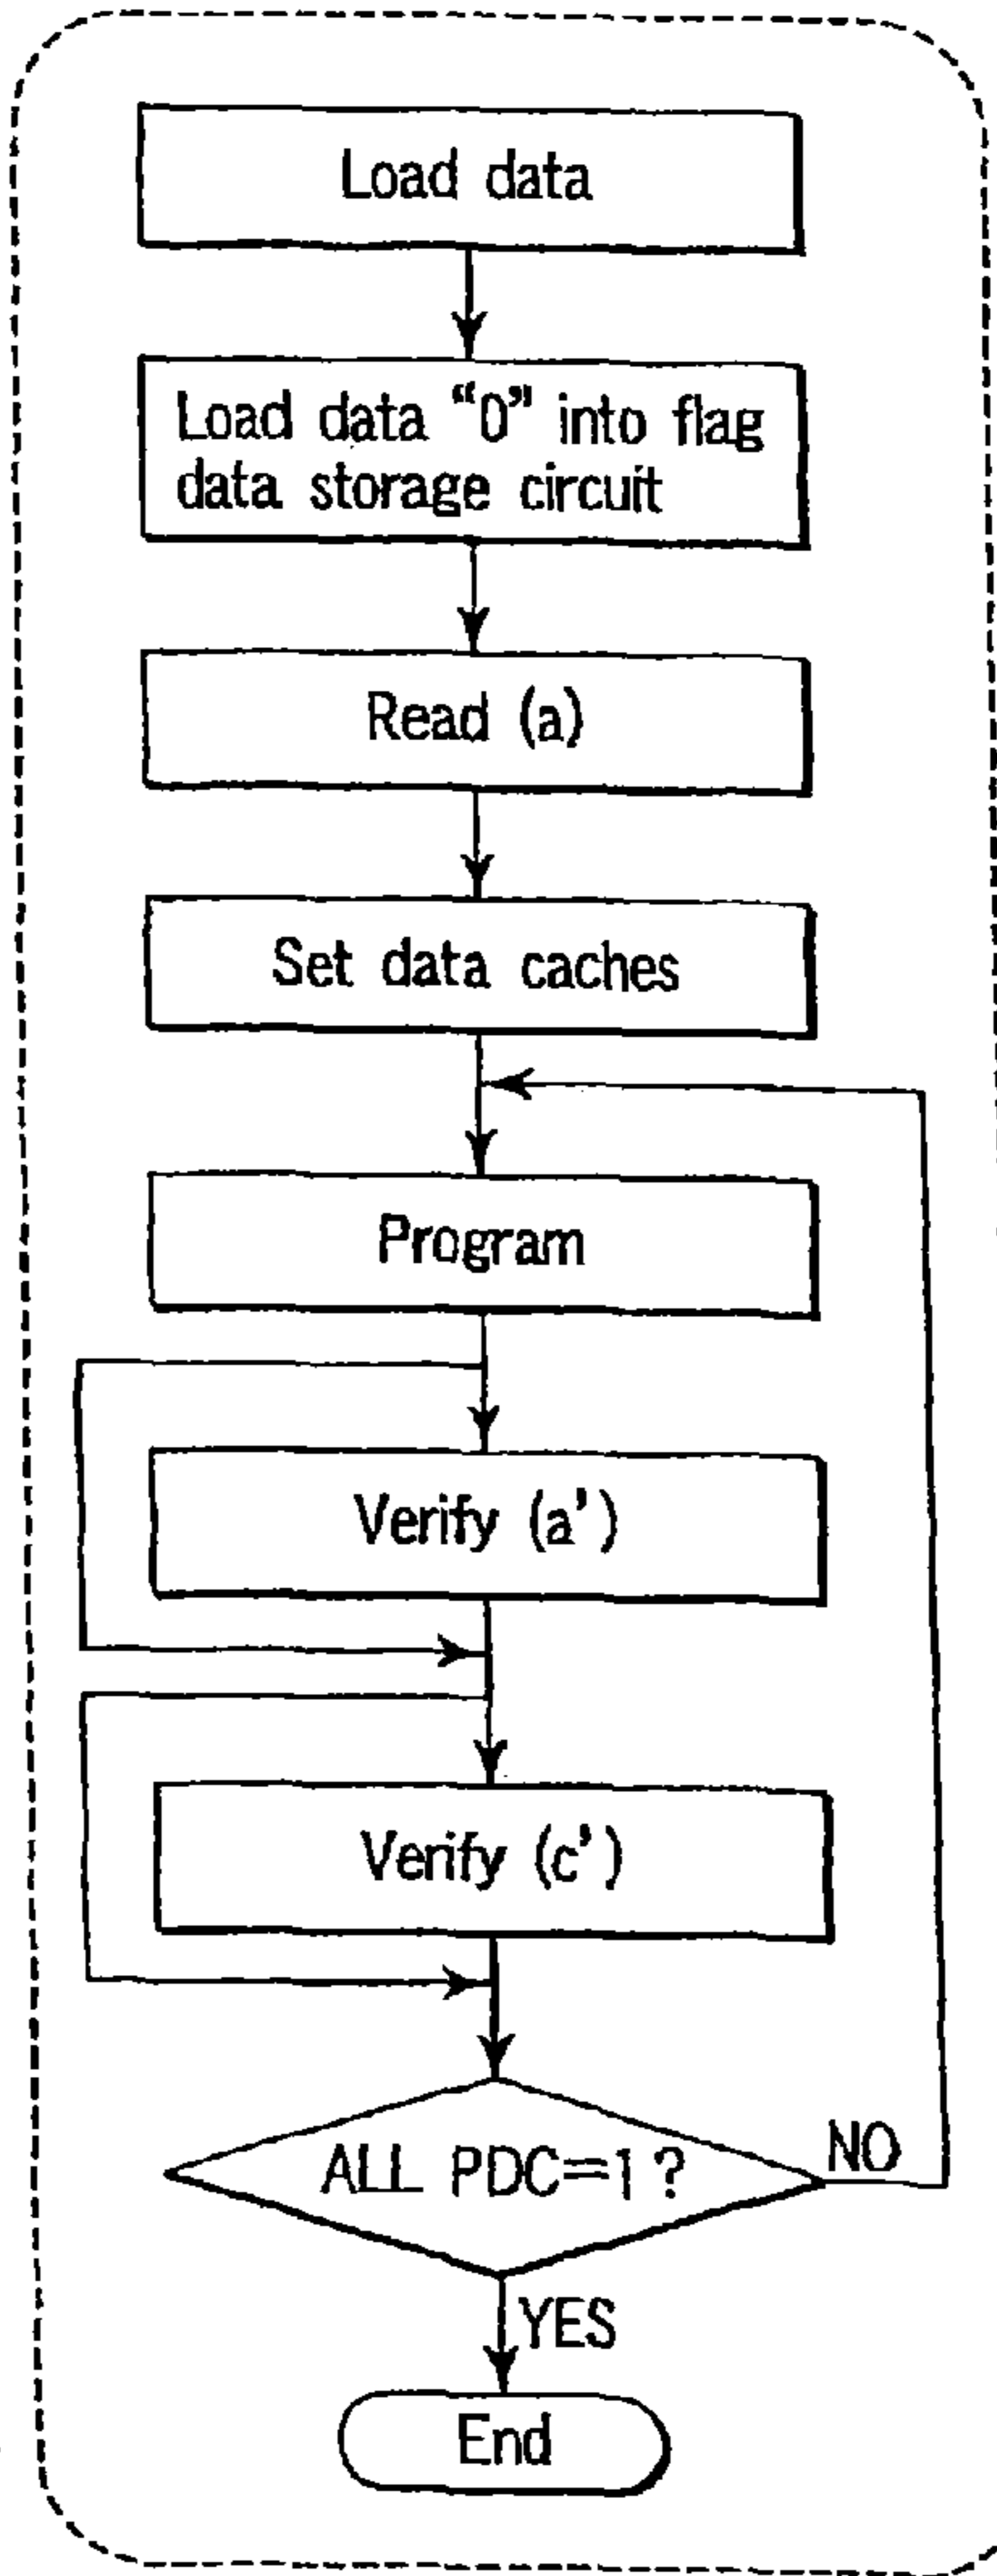 Load data
Load data “0” into flag
data storage circuit
Read (a)
Set data caches
Program
Verify (a')
Verify (c')
ALL PDC=1 ?
NO
YES
End